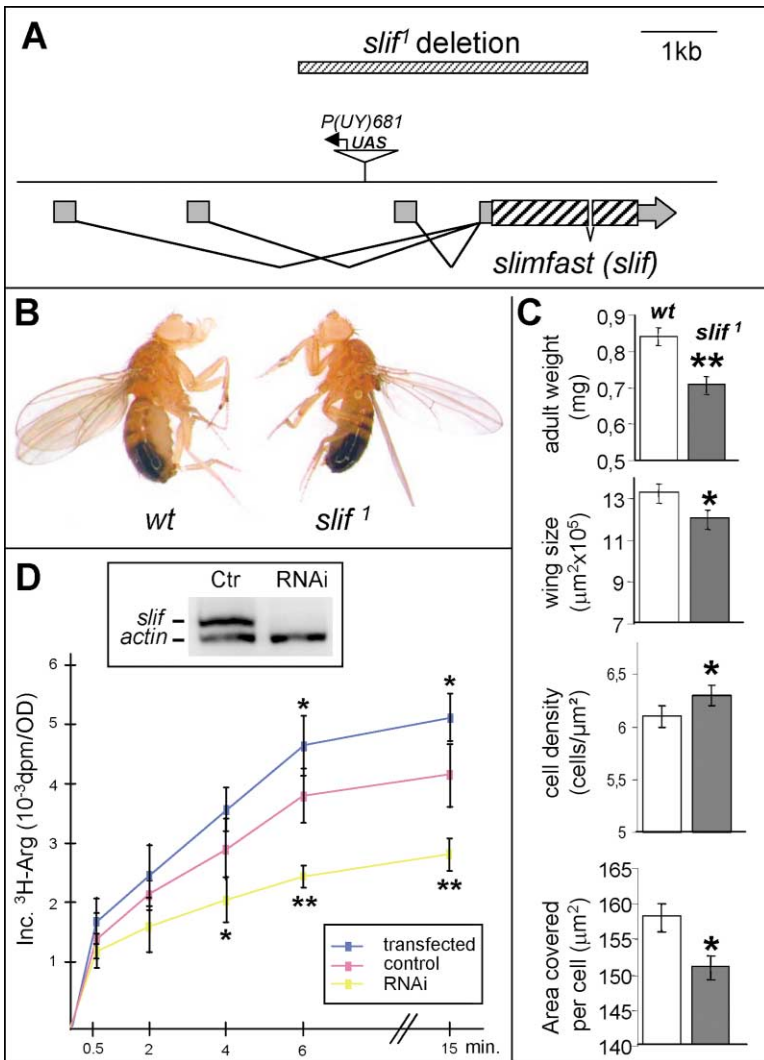 A
slif¹ deletion
1kb
P(UY)681
UAS
slimfast (slif)
B
wt
slif ¹
C
wt
slif ¹
0,9
0,8
**
0,7
0,6
0,5
adult weight
(mg)
13
*
11
9
7
wing size
(µm²x10⁵)
6,5
*
6
5,5
5
cell density
(cells/µm²)
165
160
155
*
150
145
140
Area covered
per cell (µm²)
D
Ctr RNAi
slif
actin
6
5
4
3
2
1
Inc. ³H-Arg (10⁻³dpm/OD)
* *
* ** **
transfected
control
RNAi
0.5 2 4 6 // 15 min.